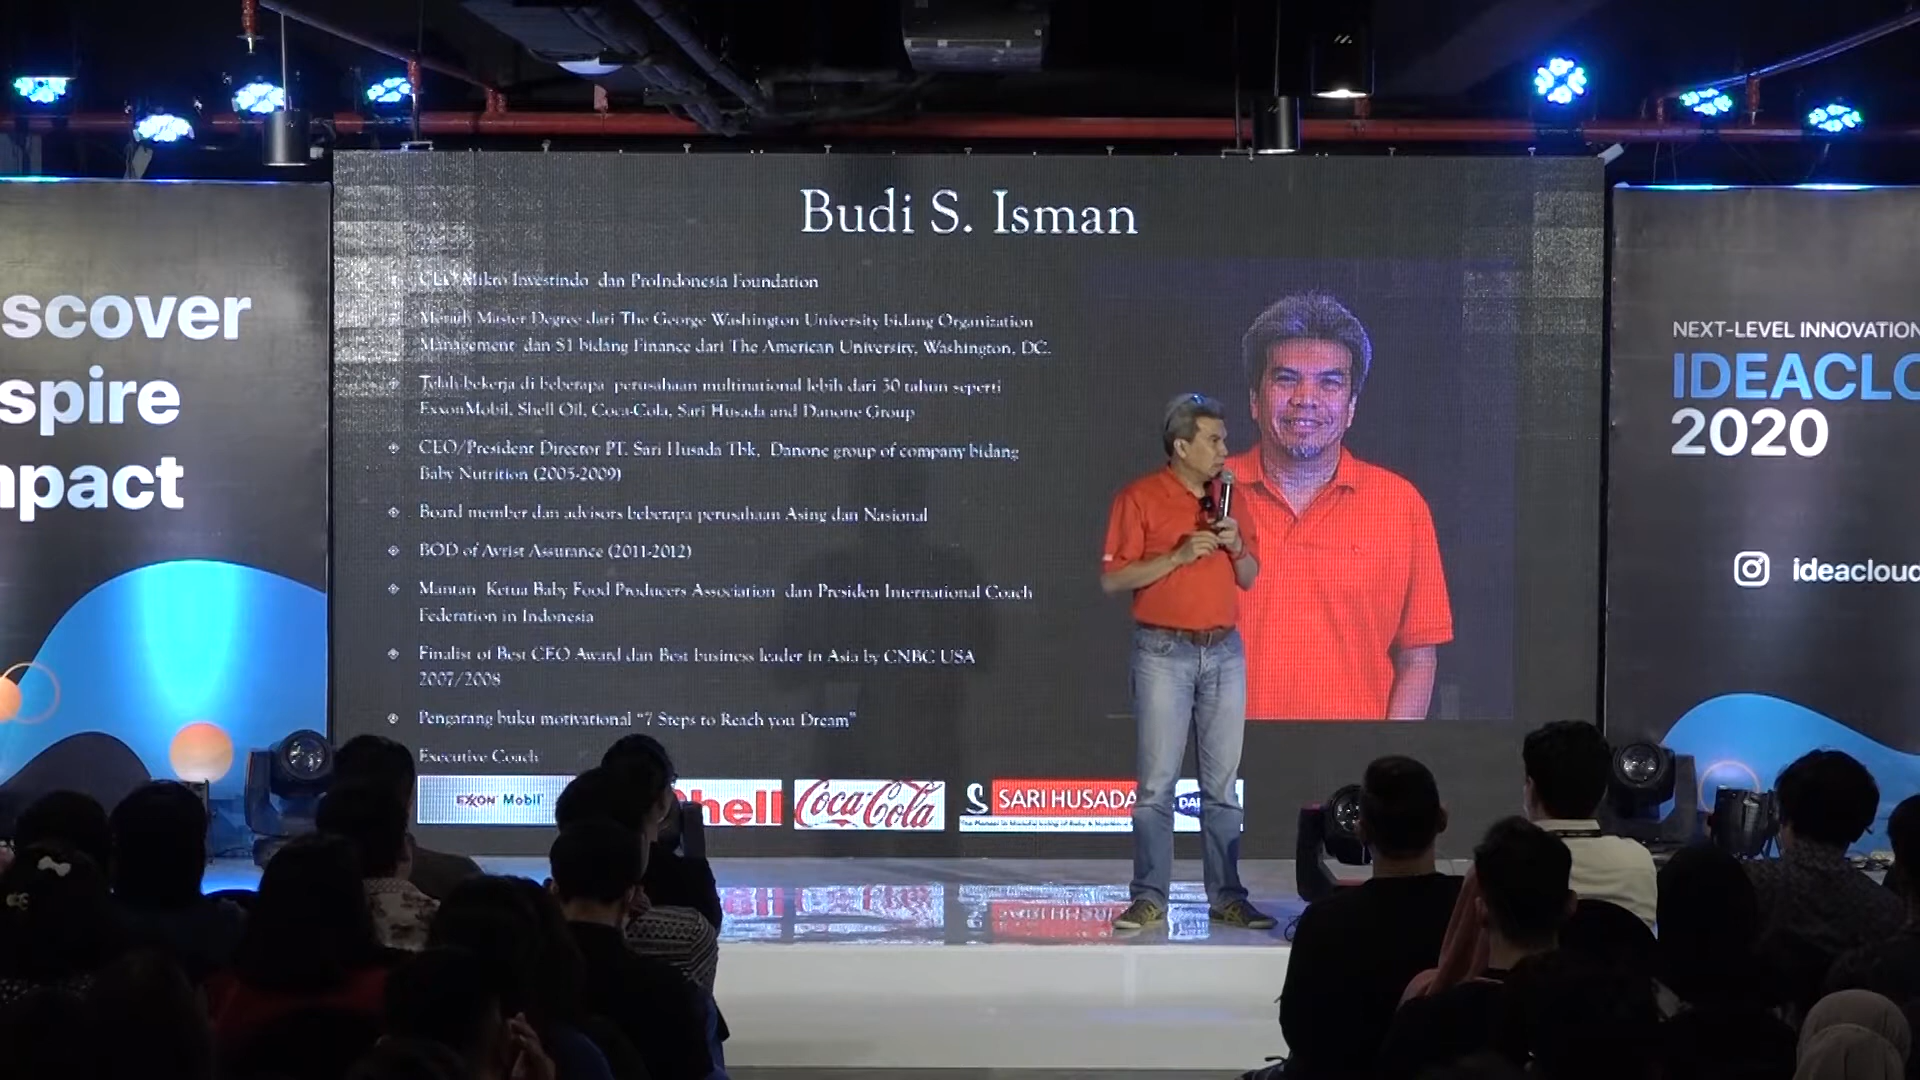 Budi S. Isman
CEO Mikro Investindo dan ProIndonesia Foundation
Meraih Master Degree dari The George Washington University bidang Organization
Management dan S1 bidang Finance dari The American University, Washington, DC.
Telah bekerja di beberapa perusahaan multinational lebih dari 30 tahun seperti
ExxonMobil, Shell Oil, Coca-Cola, Sari Husada and Danone Group
CEO/President Director PT. Sari Husada Tbk, Danone group of company bidang
Baby Nutrition (2005-2009)
Board member dan advisors beberapa perusahaan Asing dan Nasional
BOD of Avrist Assurance (2011-2012)
Mantan Ketua Baby Food Producers Association dan Presiden International Coach
Federation in Indonesia
Finalist of Best CEO Award dan Best business leader in Asia by CNBC USA
2007/2008
Pengarang buku motivational "7 Steps to Reach you Dream"
Executive Coach
EXXON Mobil
hell
Coca-Cola
S SARI HUSADA
DA
scover
spire
mpact
NEXT-LEVEL INNOVATION
IDEACLO
2020
ideacloud